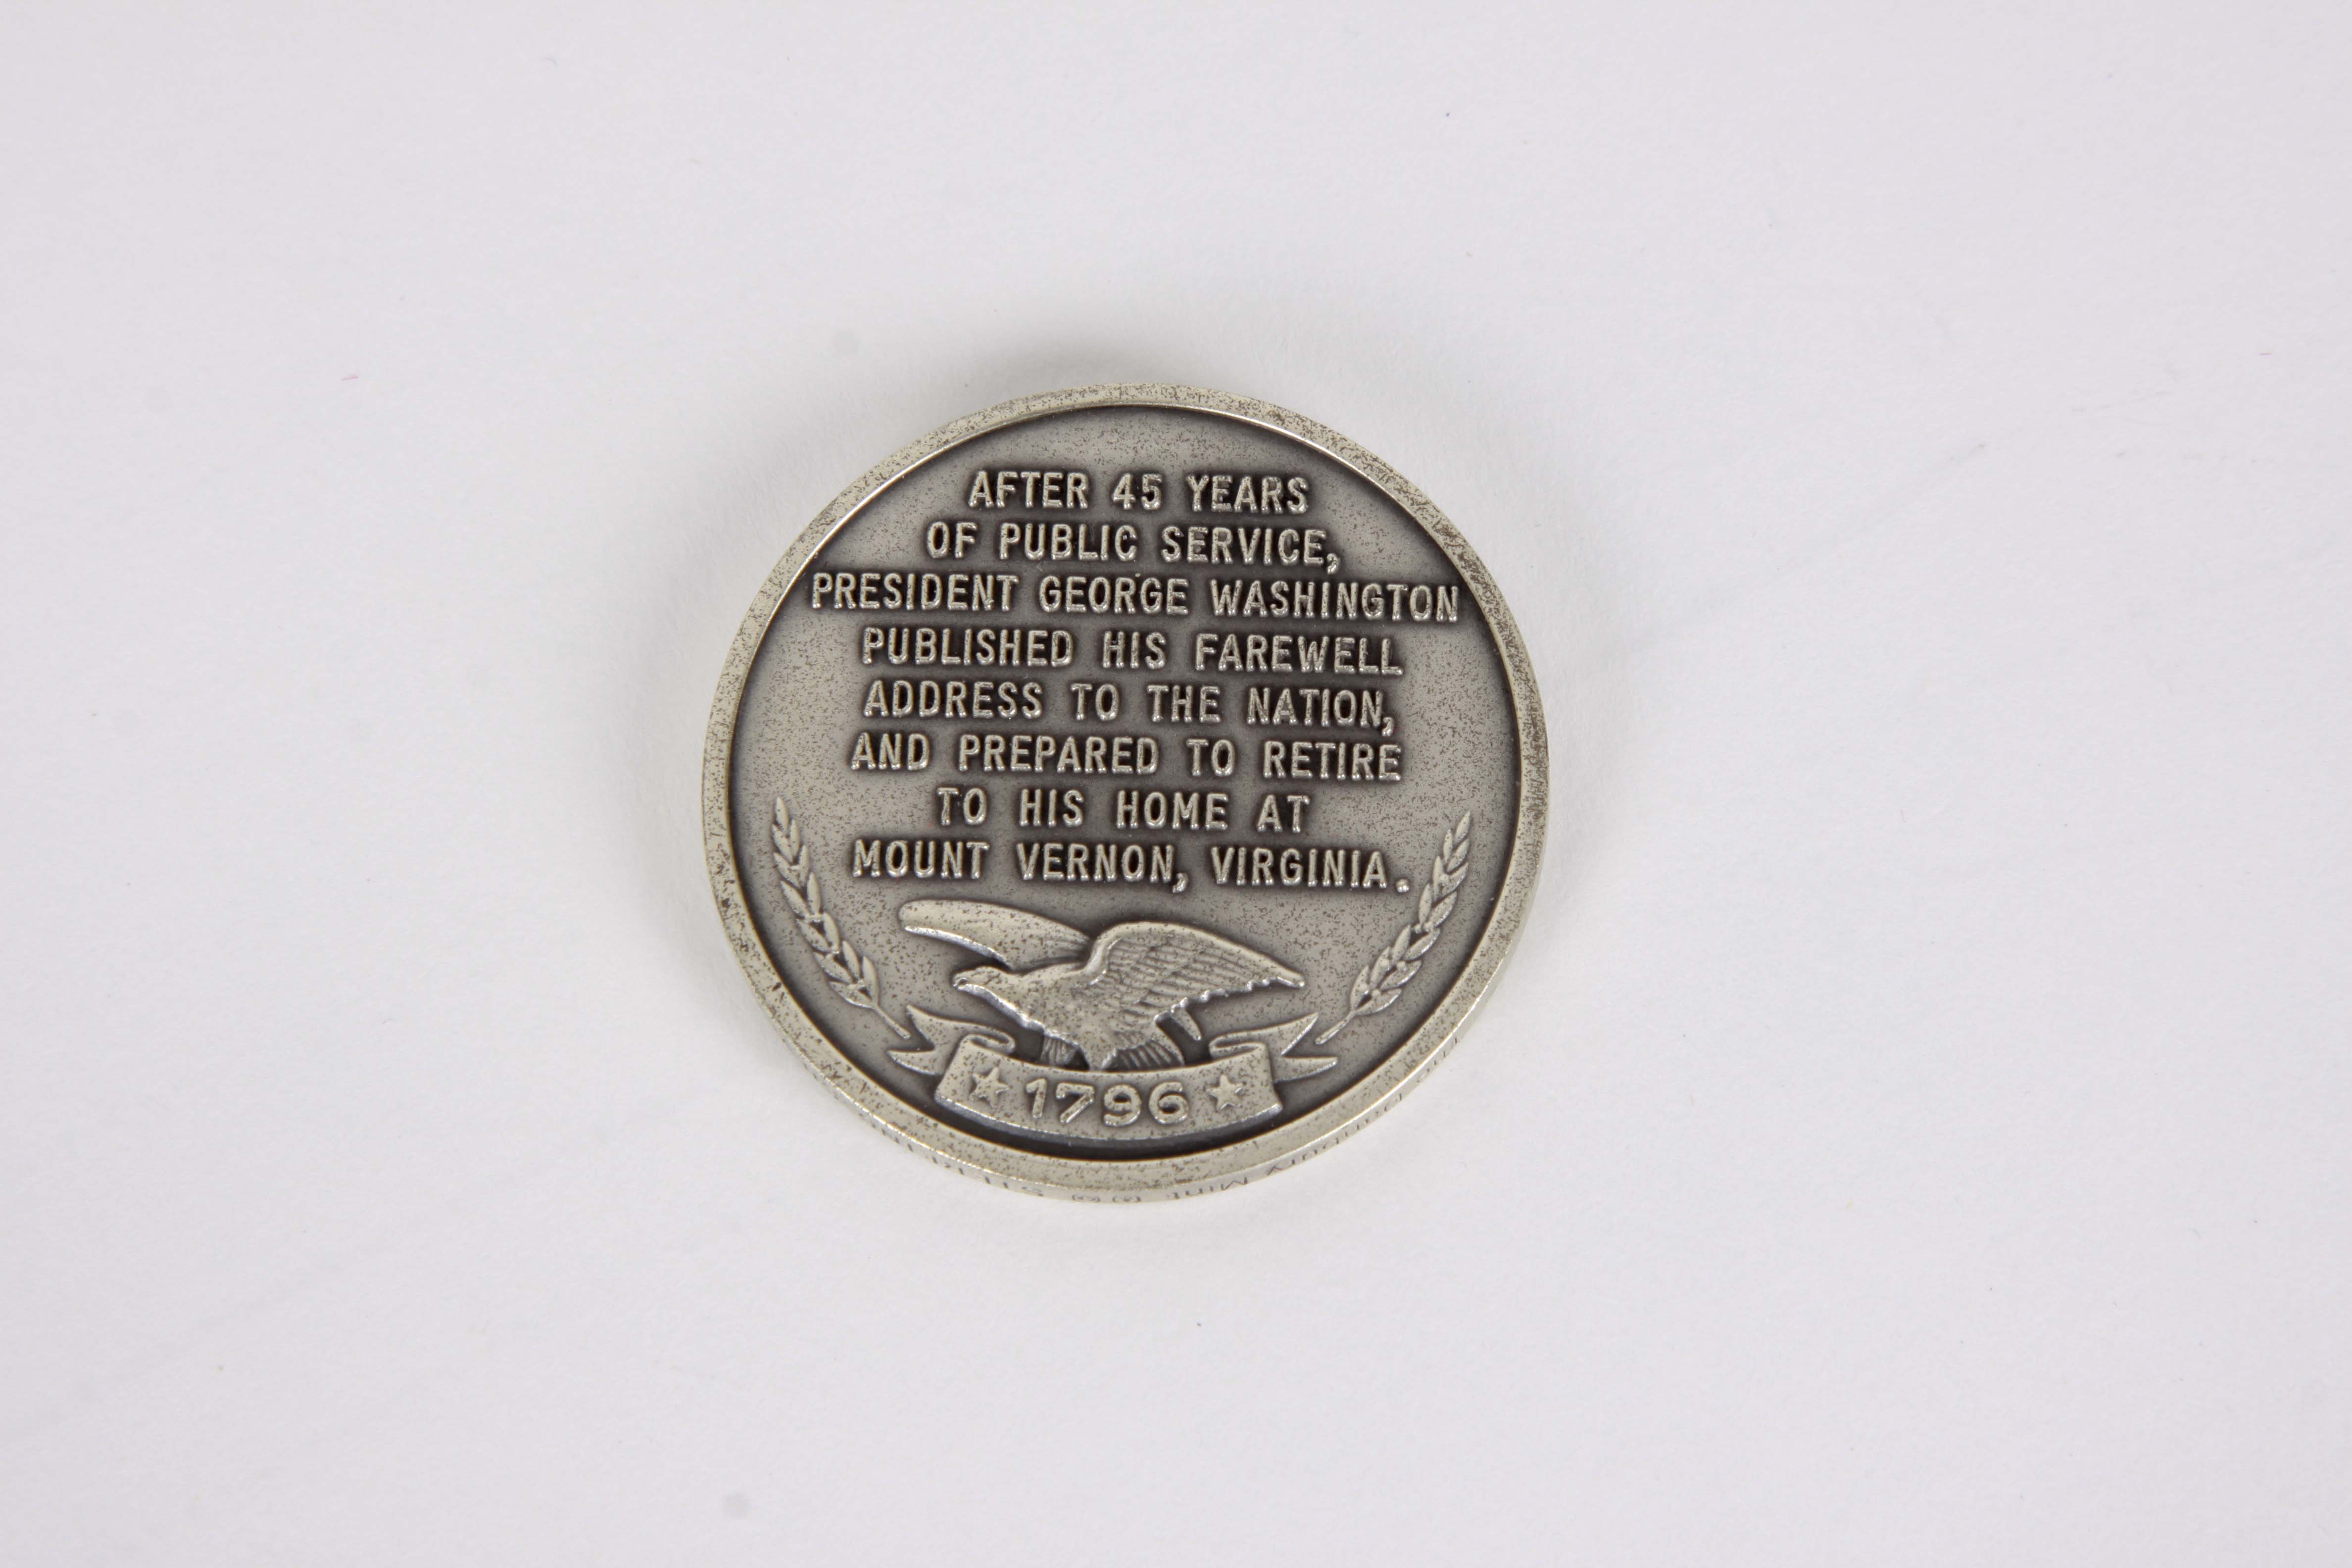 AFTER 45 YEARS
OF PUBLIC SERVICE,
PRESIDENT GEORGE WASHINGTON
PUBLISHED HIS FAREWELL
ADDRESS TO THE NATION,
AND PREPARED TO RETIRE
TO HIS HOME AT
MOUNT VERNON, VIRGINIA.
1796
Mint